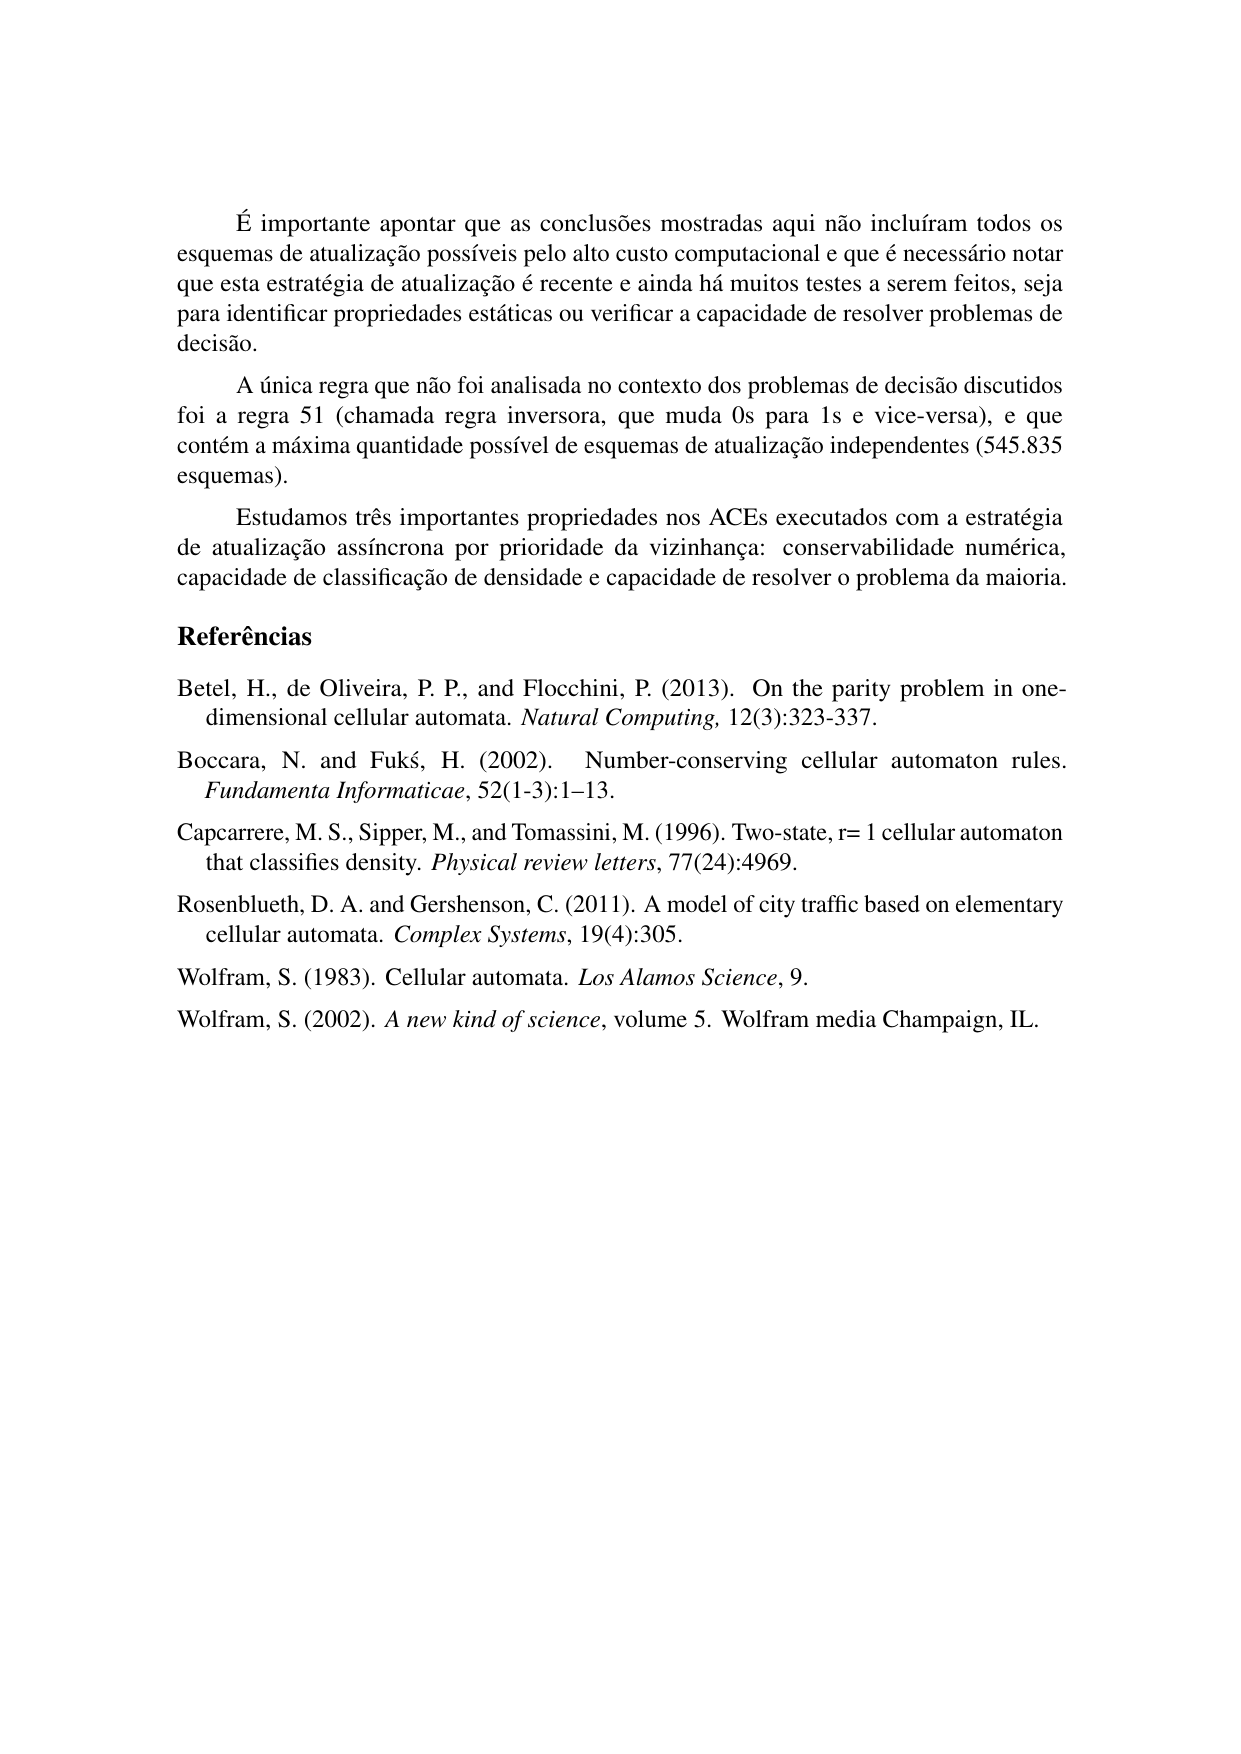 É importante apontar que as conclusões mostradas aqui não incluíram todos os
esquemas de atualização possíveis pelo alto custo computacional e que é necessário notar
que esta estratégia de atualização é recente e ainda há muitos testes a serem feitos, seja
para identificar propriedades estáticas ou verificar a capacidade de resolver problemas de
decisão.
A única regra que não foi analisada no contexto dos problemas de decisão discutidos
foi a regra 51 (chamada regra inversora, que muda 0s para 1s e vice-versa), e que
contém a máxima quantidade possível de esquemas de atualização independentes (545.835
esquemas).
Estudamos três importantes propriedades nos ACEs executados com a estratégia
de atualização assíncrona por prioridade da vizinhança: conservabilidade numérica,
capacidade de classificação de densidade e capacidade de resolver o problema da maioria.
Referências
Betel, H., de Oliveira, P. P., and Flocchini, P. (2013). On the parity problem in one-
dimensional cellular automata. Natural Computing, 12(3):323-337.
Boccara, N. and Fukś, H. (2002). Number-conserving cellular automaton rules.
Fundamenta Informaticae, 52(1-3):1–13.
Capcarrere, M. S., Sipper, M., and Tomassini, M. (1996). Two-state, r= 1 cellular automaton
that classifies density. Physical review letters, 77(24):4969.
Rosenblueth, D. A. and Gershenson, C. (2011). A model of city traffic based on elementary
cellular automata. Complex Systems, 19(4):305.
Wolfram, S. (1983). Cellular automata. Los Alamos Science, 9.
Wolfram, S. (2002). A new kind of science, volume 5. Wolfram media Champaign, IL.